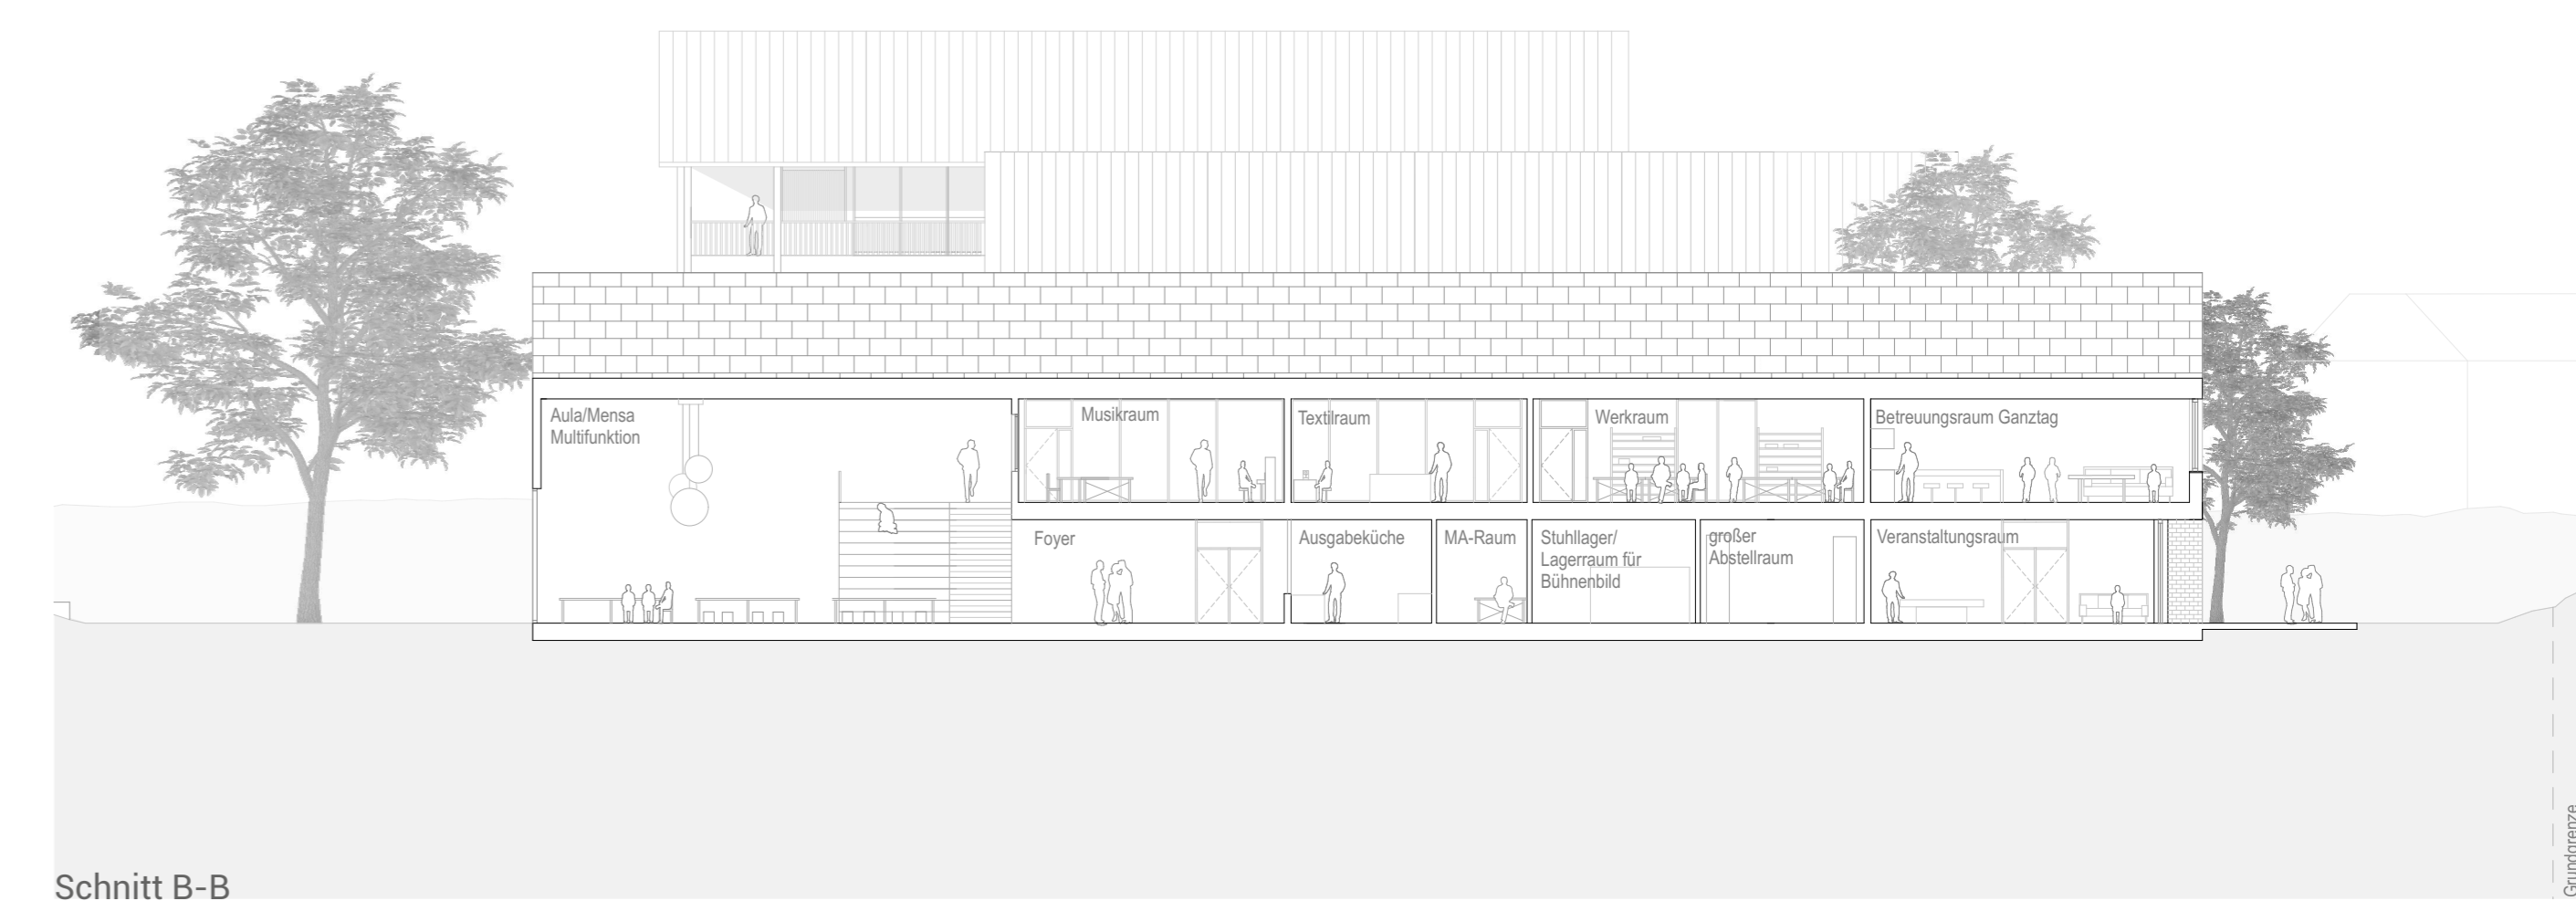 Aula/Mensa
Multifunktion
Musikraum
Textilraum
Werkraum
Betreuungsraum Ganztag
Foyer
Ausgabeküche
MA-Raum
Stuhllager/
Lagerraum für
Bühnenbild
großer
Abstellraum
Veranstaltungsraum
Grundgrenze
Schnitt B-B